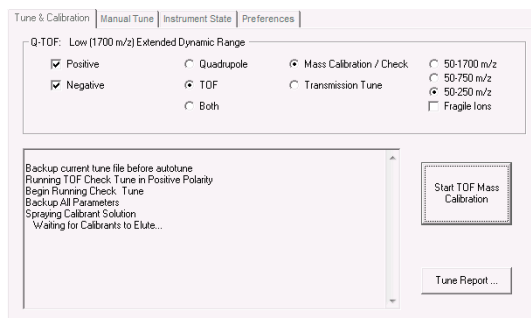 Tune & Calibration Manual Tune Instrument State Preferences
Q-TOF: Low (1700 m/z) Extended Dynamic Range
Positive Quadrupole Mass Calibration / Check 50-1700 m/z
50-750 m/z
Negative TOF Transmission Tune 50-250 m/z
Both Fragile Ions
Backup current tune file before autotune
Running TOF Check Tune in Positive Polarity
Begin Running Check Tune
Backup All Parameters
Spraying Calibrant Solution
Waiting for Calibrants to Elute...
Start TOF Mass
Calibration
Tune Report ...